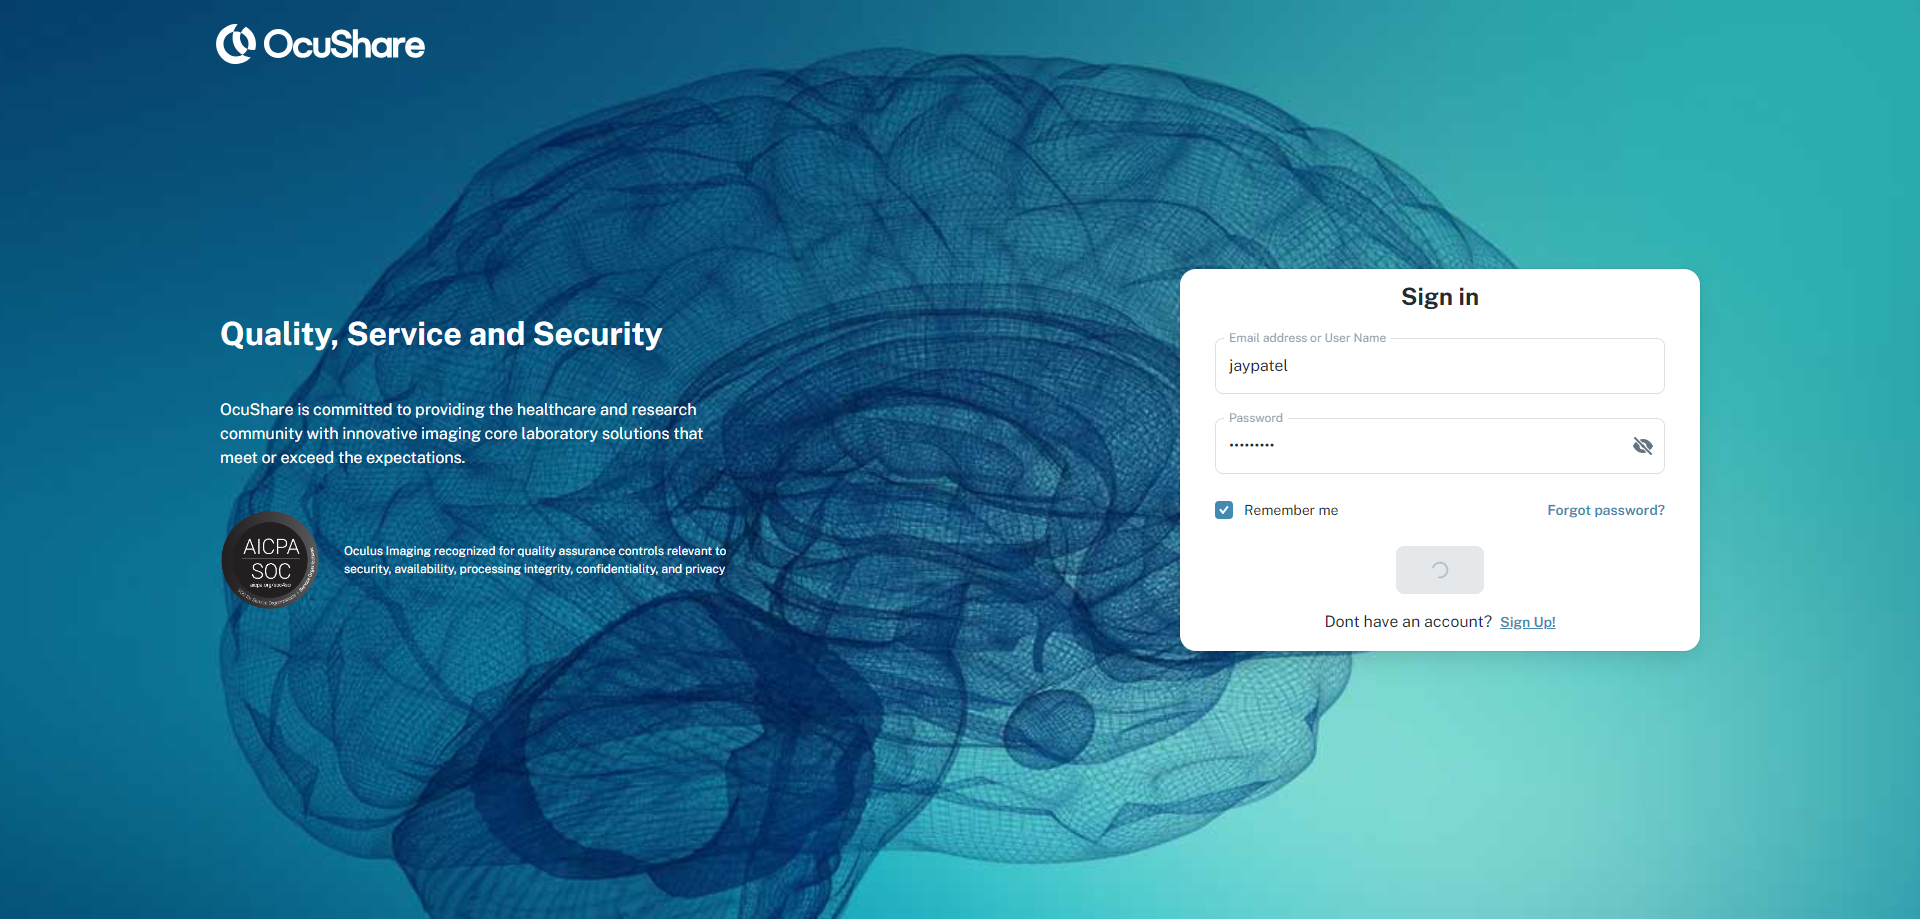 OcuShare
Quality, Service and Security
OcuShare is committed to providing the healthcare and research
community with innovative imaging core laboratory solutions that
meet or exceed the expectations.
AICPA
SOC
Oculus Imaging recognized for quality assurance controls relevant to
security, availability, processing integrity, confidentiality, and privacy
Sign in
Email address or User Name
jaypatel
Password
•••••••••
Remember me
Forgot password?
Dont have an account? Sign Up!